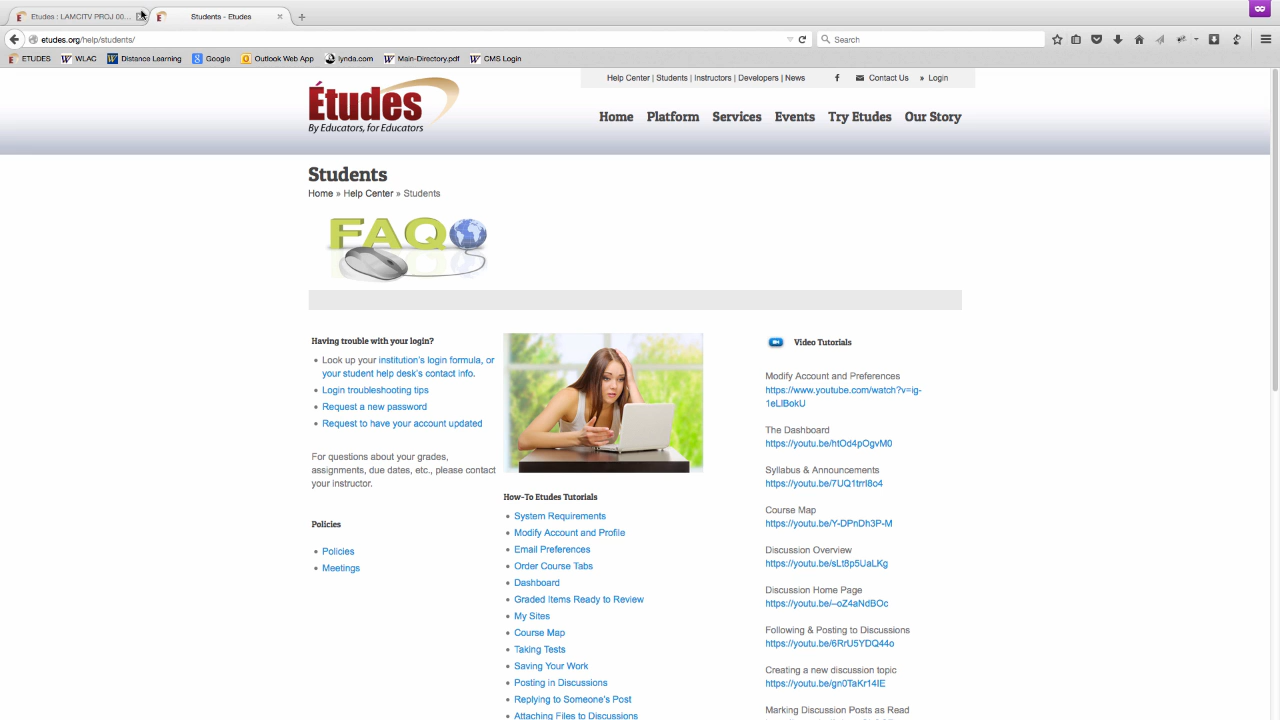 Etudes : LAMCITV PROJ 00...
Students - Etudes
etudes.org/help/students/
Search
ETUDES
WLAC
Distance Learning
Google
Outlook Web App
lynda.com
Main-Directory.pdf
CMS Login
Help Center | Students | Instructors | Developers | News
Contact Us
» Login
Études
By Educators, for Educators
Home
Platform
Services
Events
Try Etudes
Our Story
Students
Home » Help Center » Students
FAQ
Having trouble with your login?
Look up your institution's login formula, or
your student help desk's contact info.
Login troubleshooting tips
Request a new password
Request to have your account updated
For questions about your grades,
assignments, due dates, etc., please contact
your instructor.
Policies
Policies
Meetings
How-To Etudes Tutorials
System Requirements
Modify Account and Profile
Email Preferences
Order Course Tabs
Dashboard
Graded Items Ready to Review
My Sites
Course Map
Taking Tests
Saving Your Work
Posting in Discussions
Replying to Someone's Post
Attaching Files to Discussions
Video Tutorials
Modify Account and Preferences
https://www.youtube.com/watch?v=ig-
1eLlBokU
The Dashboard
https://youtu.be/htOd4pOgvM0
Syllabus & Announcements
https://youtu.be/7UQ1trrI8o4
Course Map
https://youtu.be/Y-DPnDh3P-M
Discussion Overview
https://youtu.be/sLt8p5UaLKg
Discussion Home Page
https://youtu.be/–oZ4aNdBOc
Following & Posting to Discussions
https://youtu.be/6RrU5YDQ44o
Creating a new discussion topic
https://youtu.be/gn0TaKr14IE
Marking Discussion Posts as Read